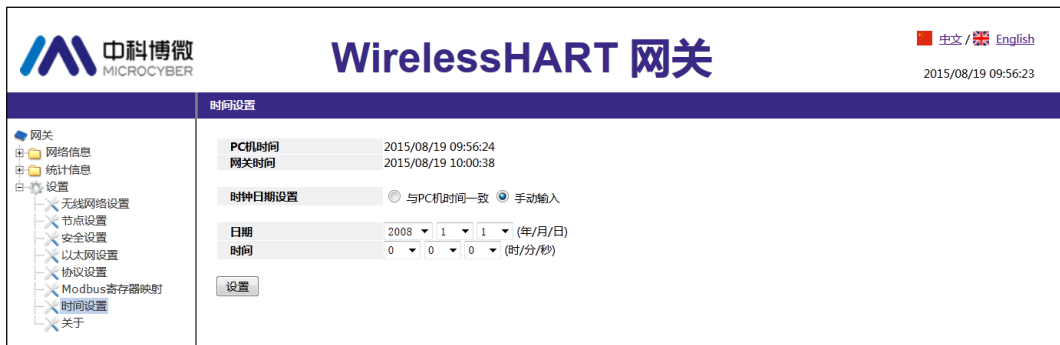 中科博微
MICROCYBER
WirelessHART 网关
中文 / English
2015/08/19 09:56:23
时间设置
网关
网络信息
统计信息
设置
无线网络设置
节点设置
安全设置
以太网设置
协议设置
Modbus寄存器映射
时间设置
关于
PC机时间 2015/08/19 09:56:24
网关时间 2015/08/19 10:00:38
时钟日期设置 与PC机时间一致 手动输入
日期 2008 1 1 (年/月/日)
时间 0 0 0 (时/分/秒)
设置